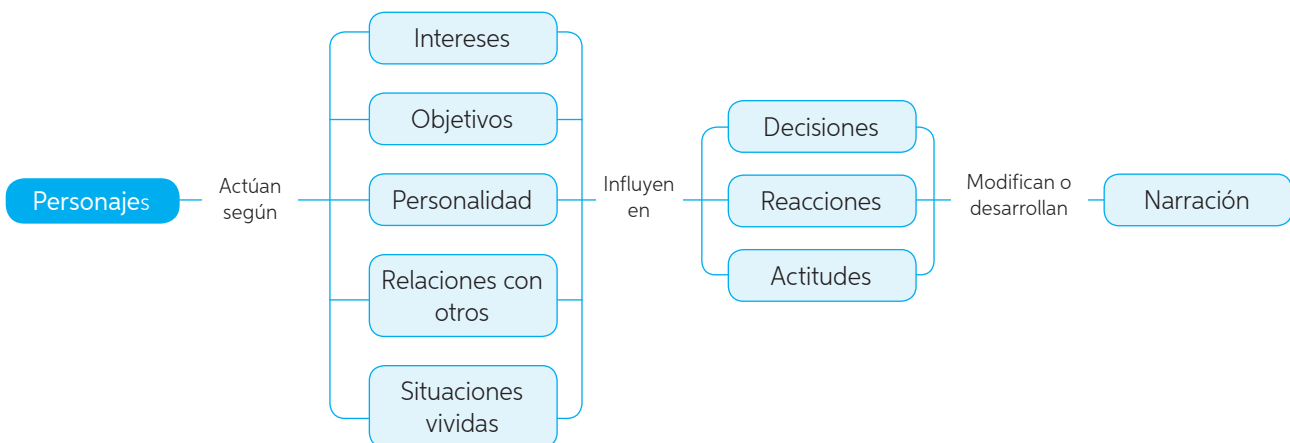 Personajes
Actúan
según
Intereses
Objetivos
Personalidad
Relaciones con
otros
Situaciones
vividas
Influyen
en
Decisiones
Reacciones
Actitudes
Modifican o
desarrollan
Narración